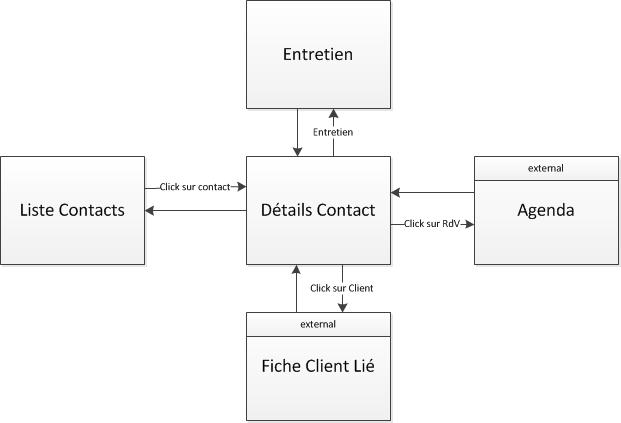 Entretien
Entretien
Liste Contacts
Click sur contact
Détails Contact
Click sur RdV
external
Agenda
Click sur Client
external
Fiche Client Lié